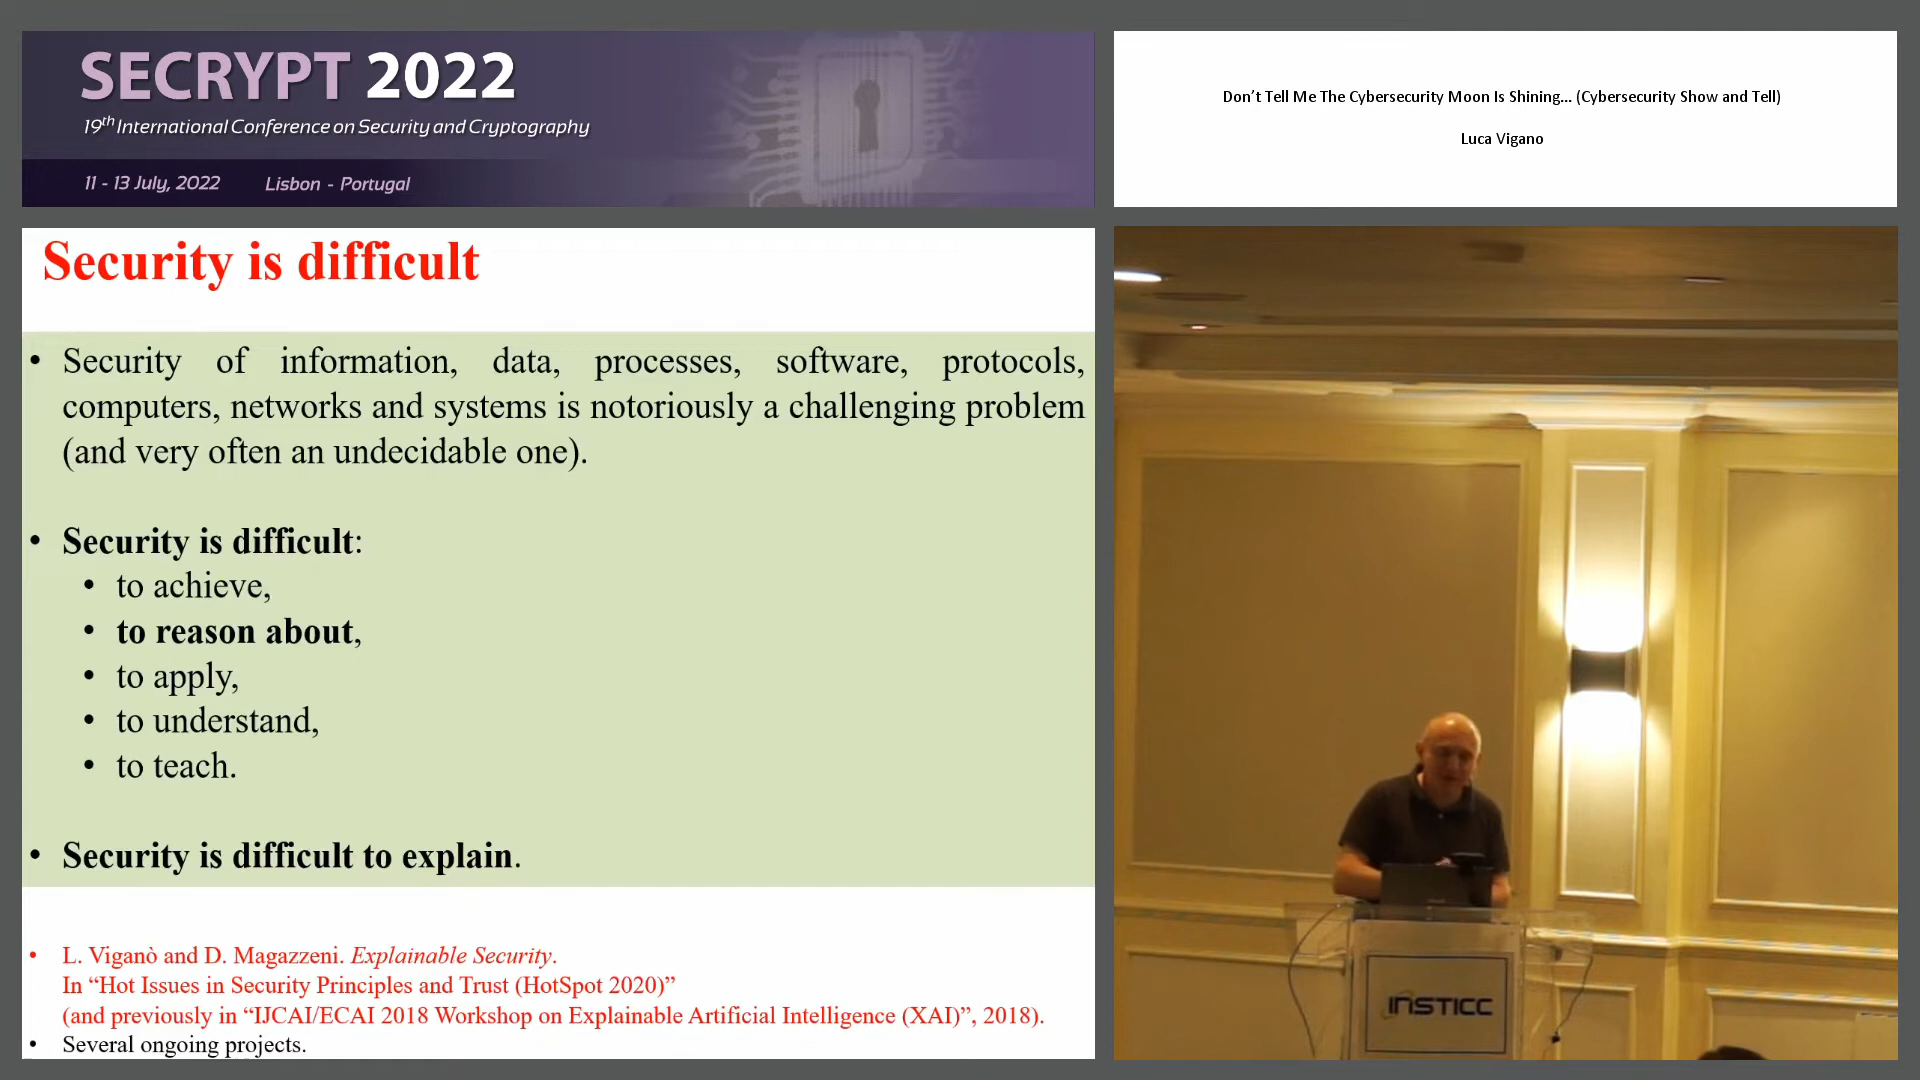 SECRYPT 2022
19th International Conference on Security and Cryptography
11 - 13 July, 2022 Lisbon - Portugal
Don’t Tell Me The Cybersecurity Moon Is Shining... (Cybersecurity Show and Tell)
Luca Vigano
Security is difficult
• Security of information, data, processes, software, protocols,
computers, networks and systems is notoriously a challenging problem
(and very often an undecidable one).
• Security is difficult:
• to achieve,
• to reason about,
• to apply,
• to understand,
• to teach.
• Security is difficult to explain.
• L. Viganò and D. Magazzeni. Explainable Security.
In “Hot Issues in Security Principles and Trust (HotSpot 2020)”
(and previously in “IJCAI/ECAI 2018 Workshop on Explainable Artificial Intelligence (XAI)”, 2018).
• Several ongoing projects.
INSTICC